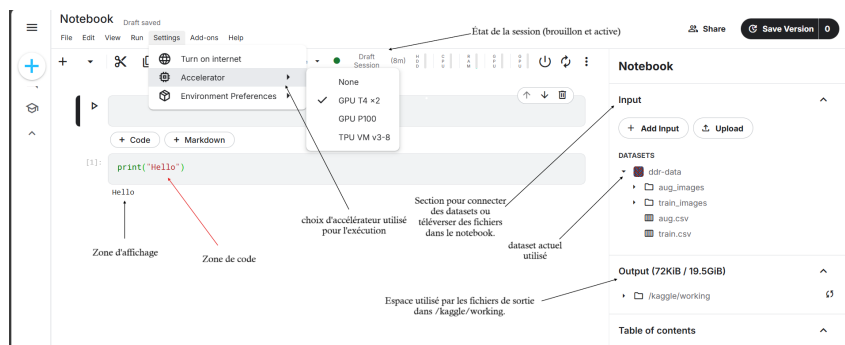 Notebook Draft saved
File Edit View Run Settings Add-ons Help
Share
Save Version 0
État de la session (brouillon et active)
Turn on internet
Accelerator
Environment Preferences
None
GPU T4 ×2
GPU P100
TPU VM v3-8
Draft Session (8m)
HDD
CPU
RAM
GPU
GPU
+ Code + Markdown
[1]:
print("Hello")
Hello
Zone d'affichage
Zone de code
choix d'accélérateur utilisé
pour l'exécution
Section pour connecter
des datasets ou
téléverser des fichiers
dans le notebook.
dataset actuel
utilisé
Espace utilisé par les fichiers de sortie
dans /kaggle/working.
Notebook
Input
+ Add Input Upload
DATASETS
ddr-data
aug_images
train_images
aug.csv
train.csv
Output (72KiB / 19.5GiB)
/kaggle/working
Table of contents